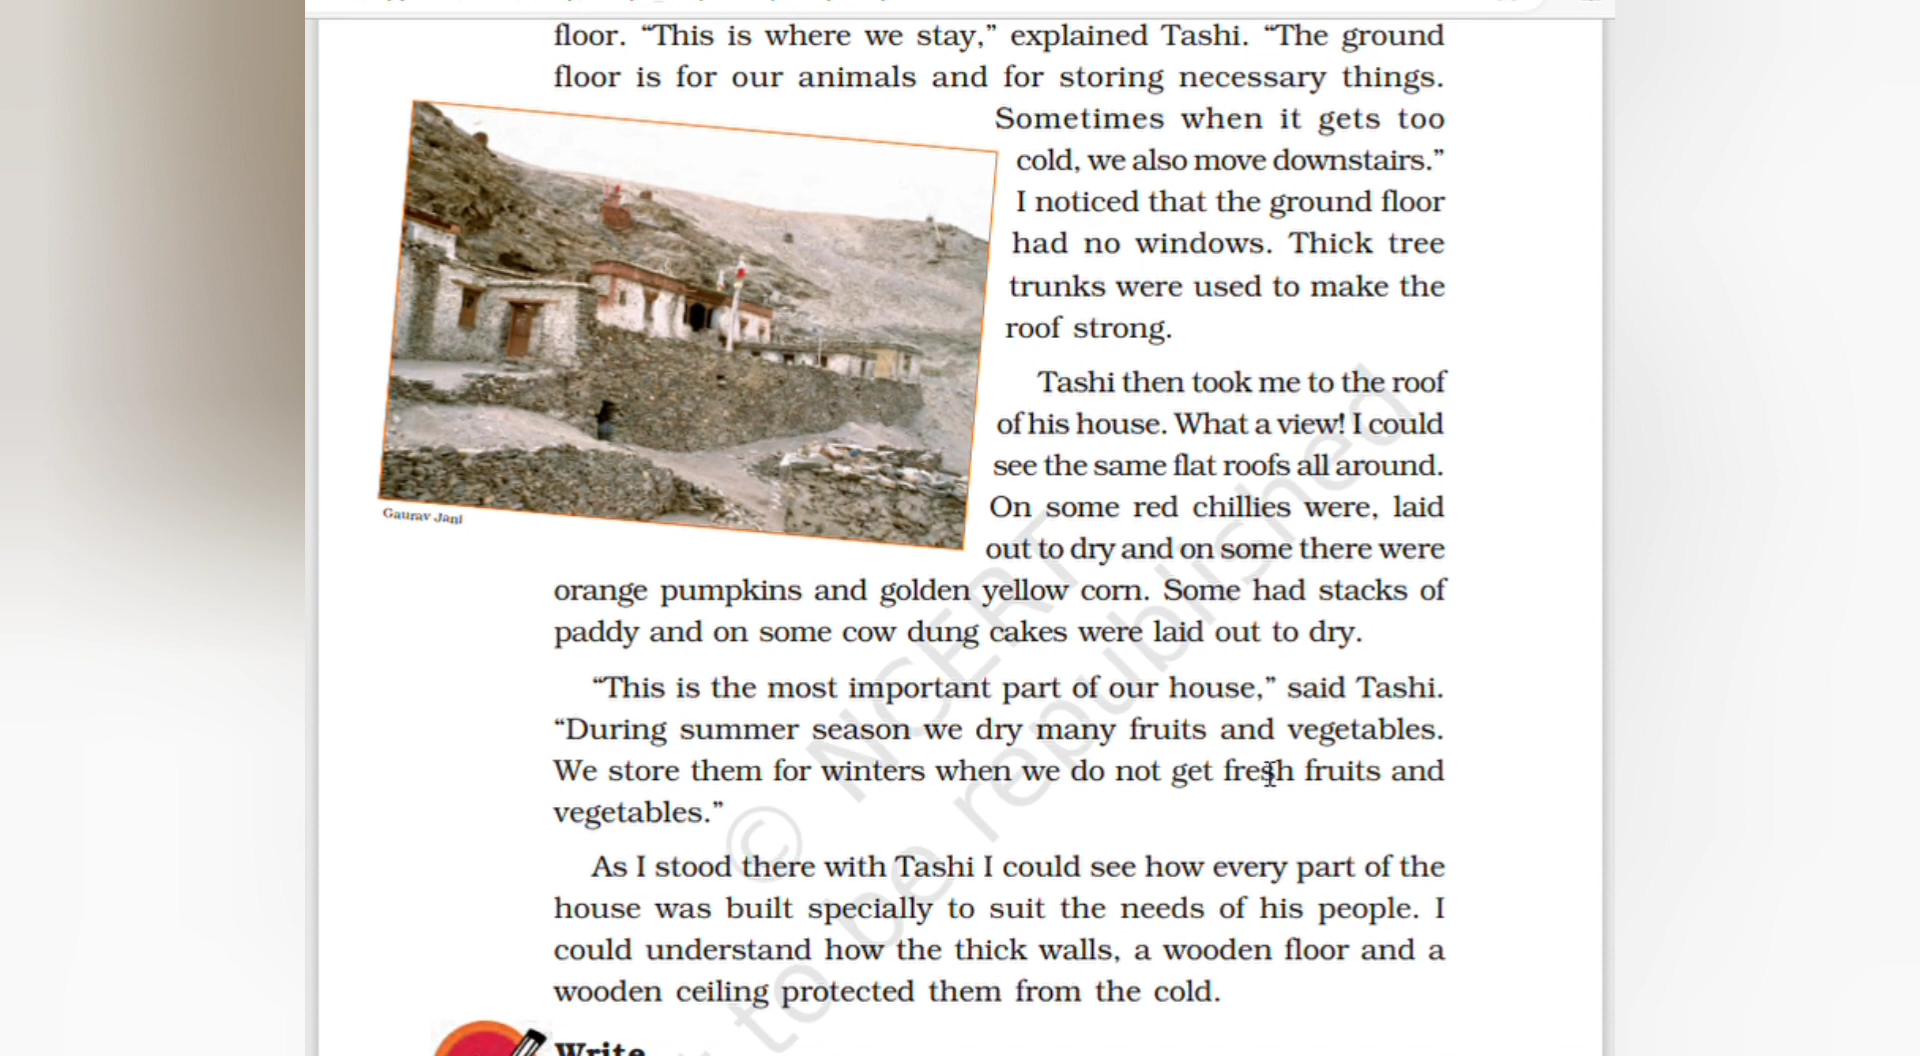 floor. “This is where we stay,” explained Tashi. “The ground
floor is for our animals and for storing necessary things.
Sometimes when it gets too
cold, we also move downstairs.”
I noticed that the ground floor
had no windows. Thick tree
trunks were used to make the
roof strong.
Gaurav Jani
Tashi then took me to the roof
of his house. What a view! I could
see the same flat roofs all around.
On some red chillies were, laid
out to dry and on some there were
orange pumpkins and golden yellow corn. Some had stacks of
paddy and on some cow dung cakes were laid out to dry.
“This is the most important part of our house,” said Tashi.
“During summer season we dry many fruits and vegetables.
We store them for winters when we do not get fresh fruits and
vegetables.”
As I stood there with Tashi I could see how every part of the
house was built specially to suit the needs of his people. I
could understand how the thick walls, a wooden floor and a
wooden ceiling protected them from the cold.
Write
© NCERT
to be republished